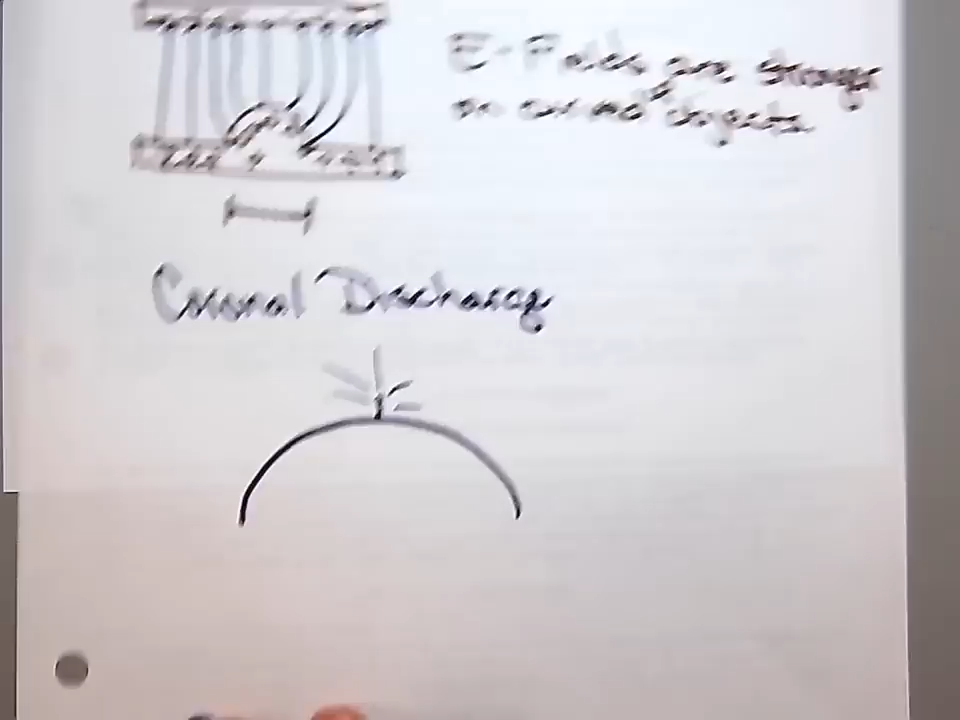 E-Fields are stronger
on curved objects
Coronal Discharge